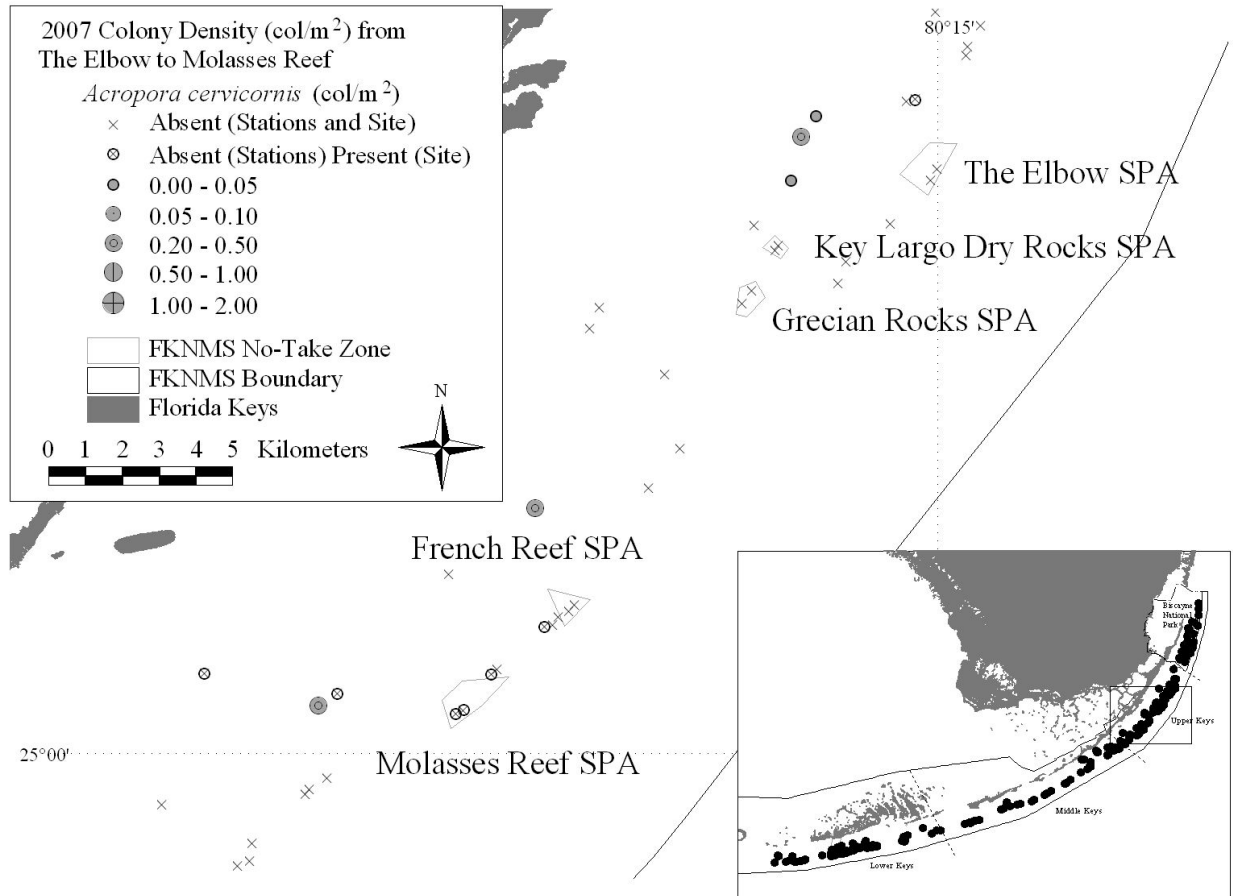 2007 Colony Density (col/m²) from
The Elbow to Molasses Reef
Acropora cervicornis (col/m²)
Absent (Stations and Site)
Absent (Stations) Present (Site)
0.00 - 0.05
0.05 - 0.10
0.20 - 0.50
0.50 - 1.00
1.00 - 2.00
FKNMS No-Take Zone
FKNMS Boundary
Florida Keys
0 1 2 3 4 5 Kilometers
N
80°15'
The Elbow SPA
Key Largo Dry Rocks SPA
Grecian Rocks SPA
French Reef SPA
Molasses Reef SPA
25°00'
Biscayne
National
Park
Upper Keys
Middle Keys
Lower Keys